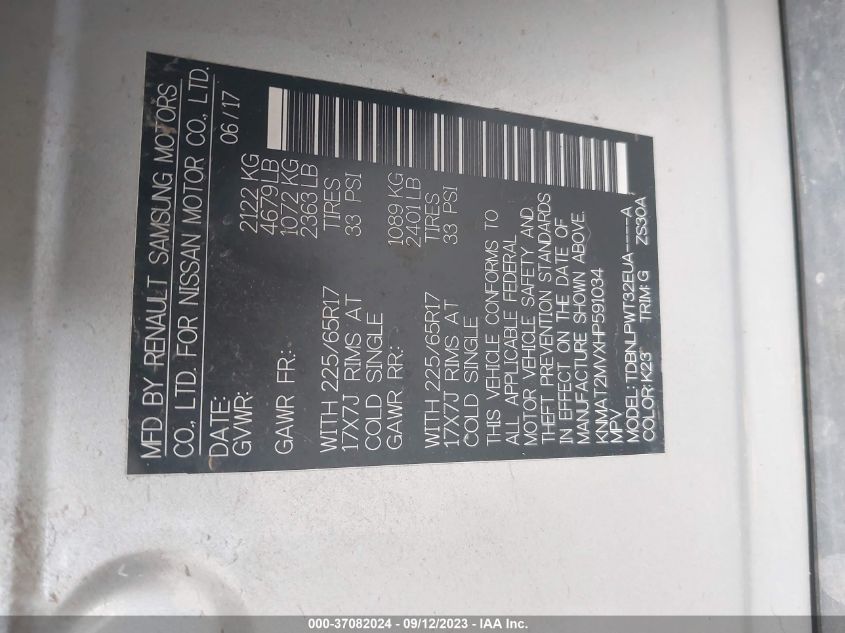 MFD. BY RENAULT SAMSUNG MOTORS
CO., LTD. FOR NISSAN MOTOR CO., LTD.
DATE: 06/17
GVWR: 2122 KG
4679 LB
GAWR FR: 1072 KG
2363 LB
WITH 225/65R17 TIRES
17X7J RIMS AT 33 PSI
COLD SINGLE
GAWR RR: 1089 KG
2401 LB
WITH 225/65R17 TIRES
17X7J RIMS AT 33 PSI
COLD SINGLE
THIS VEHICLE CONFORMS TO
ALL APPLICABLE FEDERAL
MOTOR VEHICLE SAFETY AND
THEFT PREVENTION STANDARDS
IN EFFECT ON THE DATE OF
MANUFACTURE SHOWN ABOVE.
KNMAT2MVXHP591034
MPV
MODEL: TDBNLPWT32EUA----A
COLOR: K23 TRIM: G ZS30A
000-37082024 - 09/12/2023 - IAA Inc.